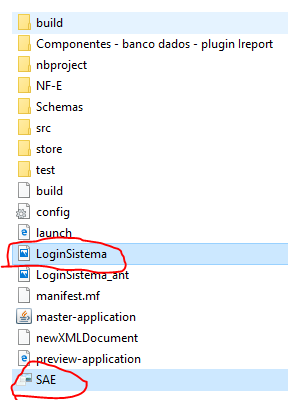 build
Componentes - banco dados - plugin Ireport
nbproject
NF-E
Schemas
src
store
test
build
config
launch
LoginSistema
LoginSistema_ant
manifest.mf
master-application
newXMLDocument
preview-application
SAE